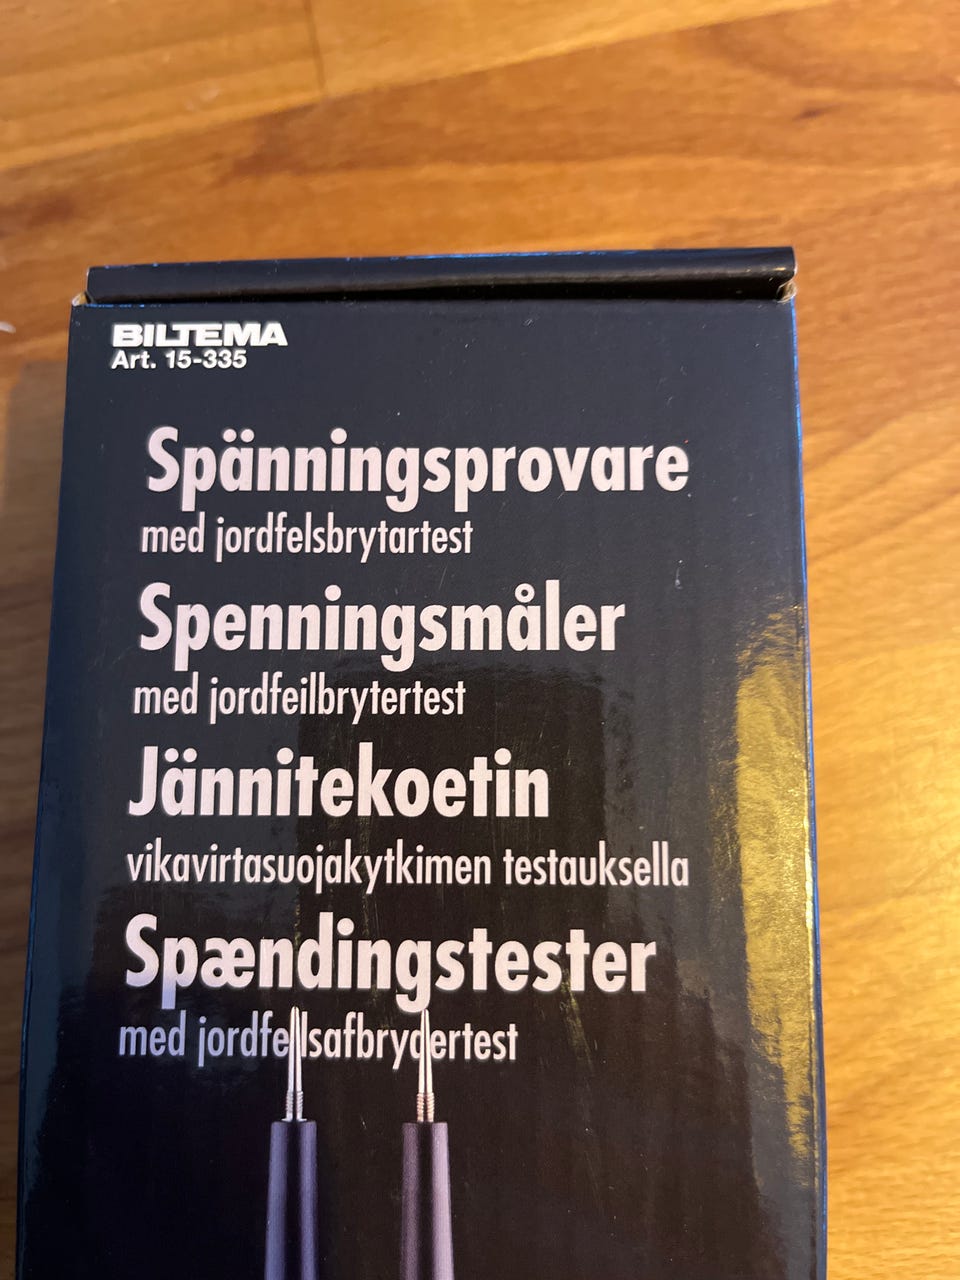 BILTEMA
Art. 15-335
Spänningsprovare
med jordfelsbrytartest
Spenningsmåler
med jordfeilbrytertest
Jännitekoetin
vikavirtasuojakytkimen testauksella
Spændingstester
med jordfejlsafbrydertest